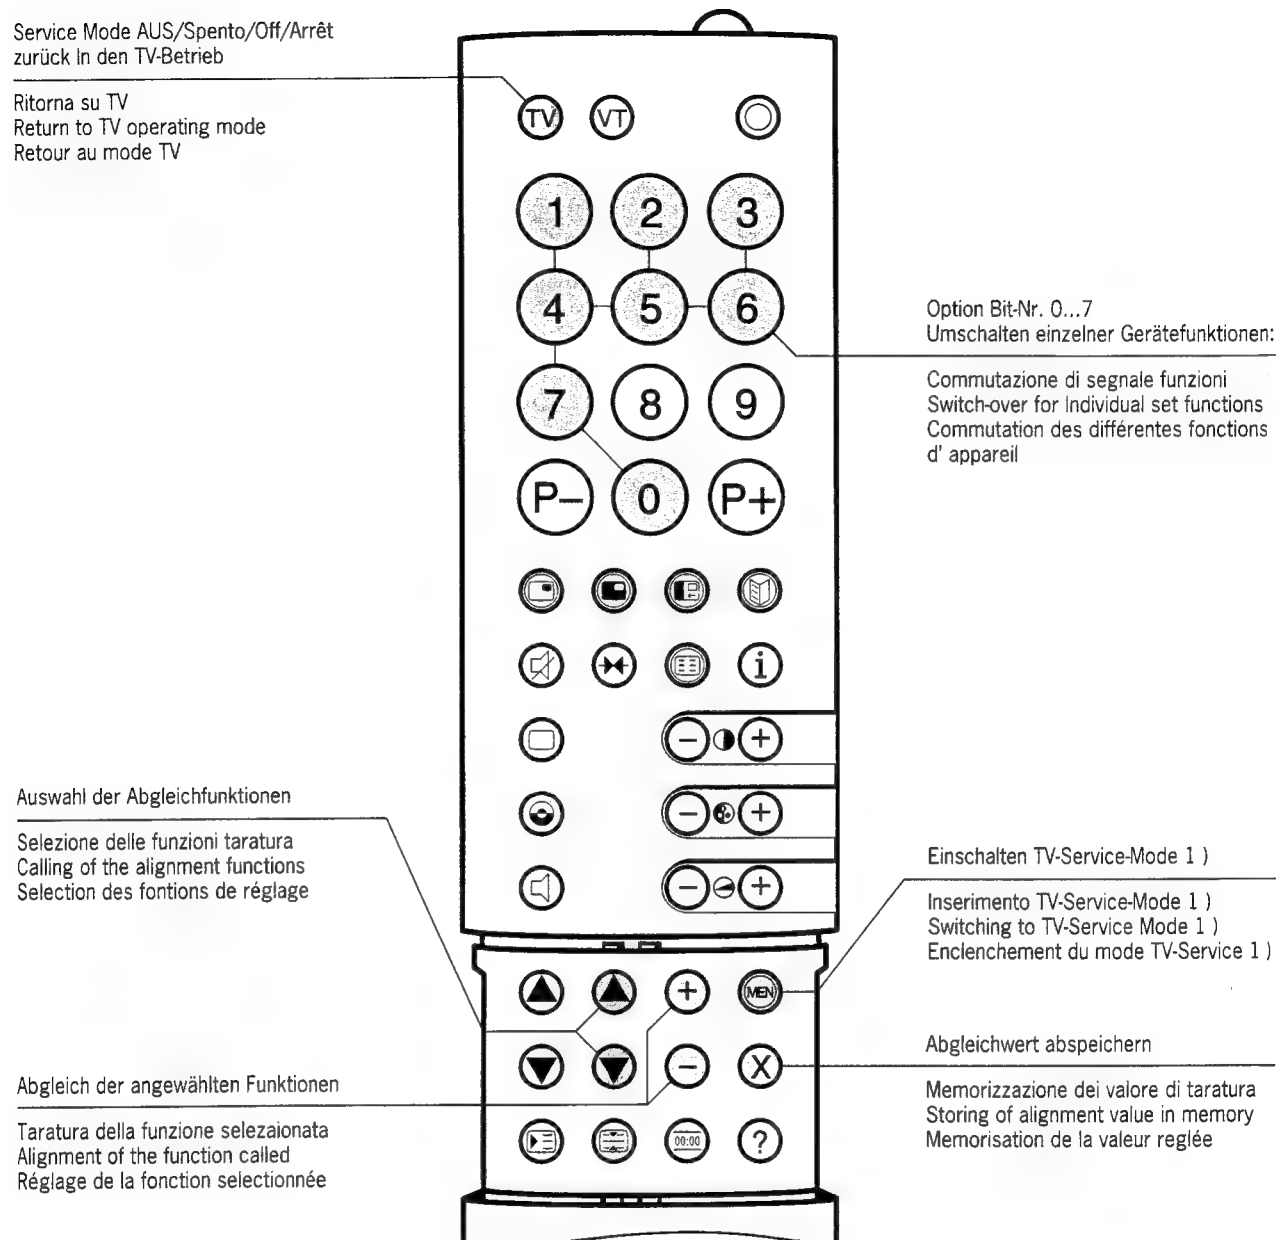 Service Mode AUS/Spento/Off/Arrêt
zurück In den TV-Betrieb
Ritorna su TV
Return to TV operating mode
Retour au mode TV
TV VT
1 2 3
4 5 6
7 8 9
P– 0 P+
Option Bit-Nr. 0...7
Umschalten einzelner Gerätefunktionen:
Commutazione di segnale funzioni
Switch-over for Individual set functions
Commutation des différentes fonctions
d' appareil
i
– +
– +
– +
Auswahl der Abgleichfunktionen
Selezione delle funzioni taratura
Calling of the alignment functions
Selection des fontions de réglage
Einschalten TV-Service-Mode 1 )
Inserimento TV-Service-Mode 1 )
Switching to TV-Service Mode 1 )
Enclenchement du mode TV-Service 1 )
+ MEN
– X
00:00 ?
Abgleich der angewählten Funktionen
Taratura della funzione selezaionata
Alignment of the function called
Réglage de la fonction selectionnée
Abgleichwert abspeichern
Memorizzazione dei valore di taratura
Storing of alignment value in memory
Memorisation de la valeur reglée